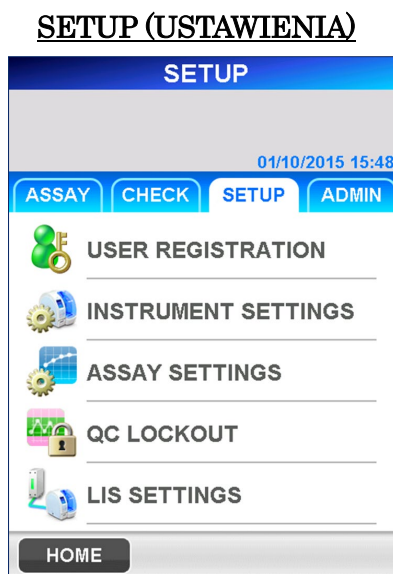 SETUP (USTAWIENIA)
SETUP
01/10/2015 15:48
ASSAY CHECK SETUP ADMIN
USER REGISTRATION
INSTRUMENT SETTINGS
ASSAY SETTINGS
QC LOCKOUT
LIS SETTINGS
HOME